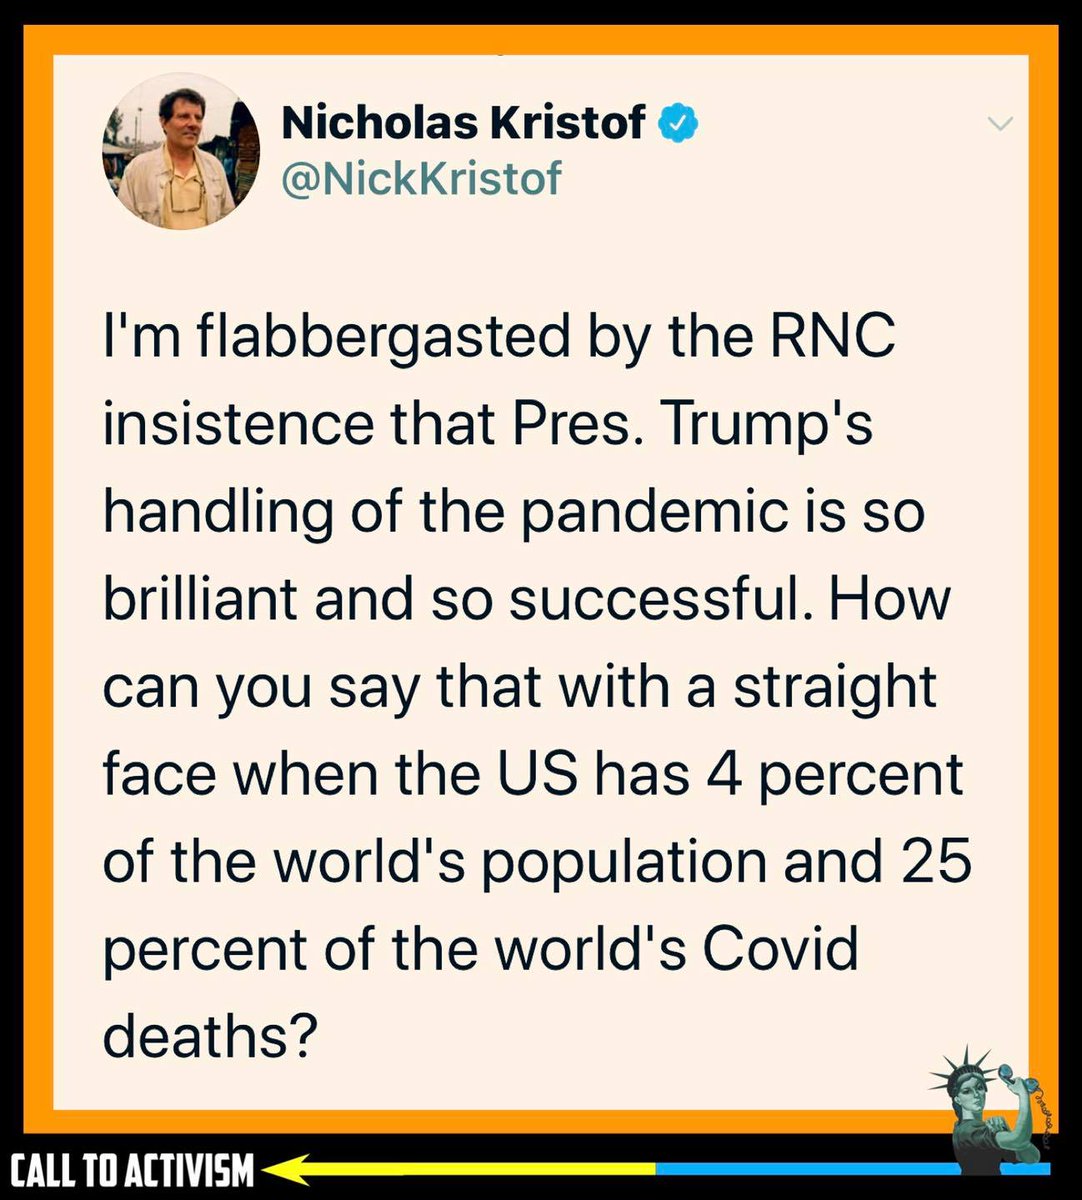 Nicholas Kristof
@NickKristof
I'm flabbergasted by the RNC
insistence that Pres. Trump's
handling of the pandemic is so
brilliant and so successful. How
can you say that with a straight
face when the US has 4 percent
of the world's population and 25
percent of the world's Covid
deaths?
CALL TO ACTIVISM